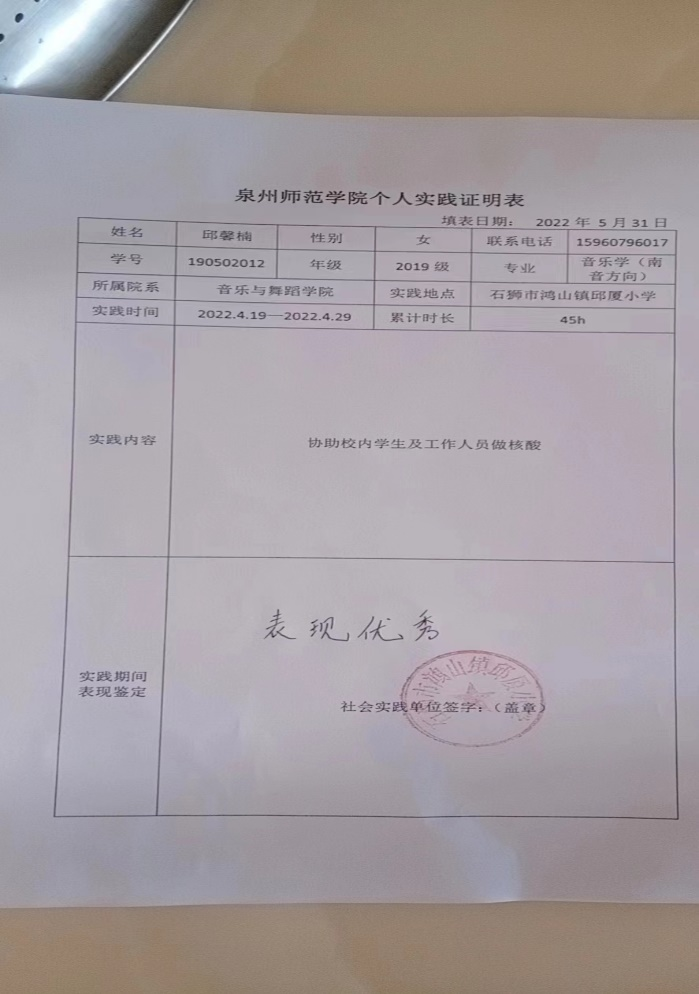 泉州师范学院个人实践证明表
填表日期： 2022 年 5 月 31 日
姓名 邱馨楠 性别 女 联系电话 15960796017
学号 190502012 年级 2019 级 专业 音乐学（南
音方向）
所属院系 音乐与舞蹈学院 实践地点 石狮市鸿山镇邱厦小学
实践时间 2022.4.19—2022.4.29 累计时长 45h
实践内容 协助校内学生及工作人员做核酸
表现优秀
实践期间
表现鉴定
市鸿山镇邱厦
社会实践单位签字：（盖章）